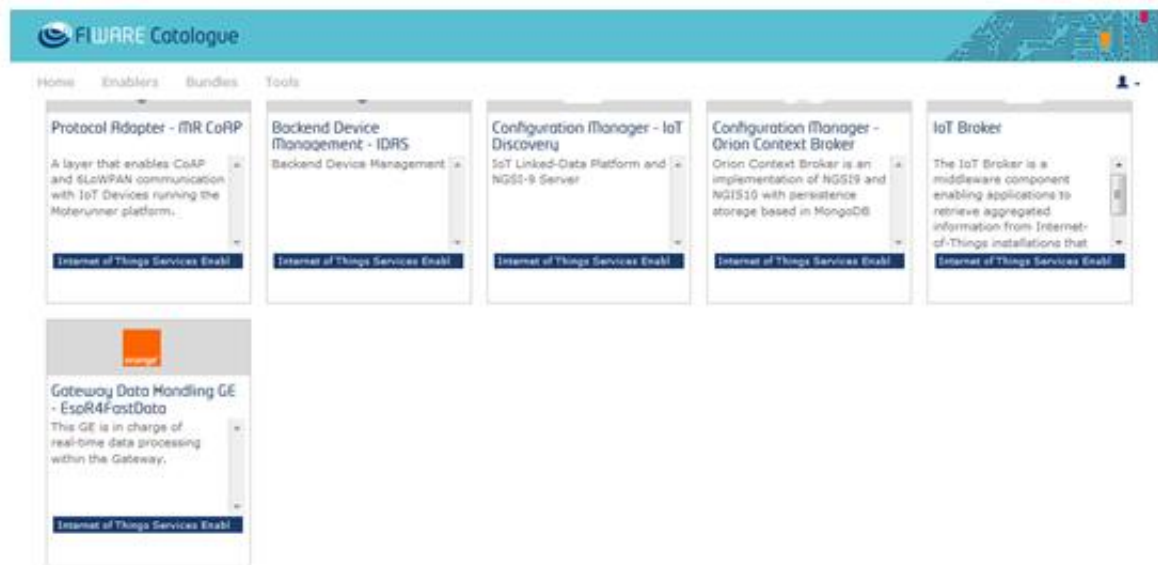 FIWARE Catalogue
Home Enablers Bundles Tools
Protocol Adapter - MR CoAP
A layer that enables CoAP
and 6LoWPAN communication
with IoT Devices running the
Moterunner platform.
Internet of Things Services Enabl
Backend Device
Management - IDAS
Backend Device Management
Internet of Things Services Enabl
Configuration Manager - IoT
Discovery
IoT Linked-Data Platform and
NGSI-9 Server
Internet of Things Services Enabl
Configuration Manager -
Orion Context Broker
Orion Context Broker is an
implementation of NGSI9 and
NGIS10 with persistence
storage based in MongoDB
Internet of Things Services Enabl
IoT Broker
The IoT Broker is a
middleware component
enabling applications to
retrieve aggregated
information from Internet-
of-Things installations that
Internet of Things Services Enabl
orange
Gateway Data Handling GE
- EspR4FastData
This GE is in charge of
real-time data processing
within the Gateway.
Internet of Things Services Enabl